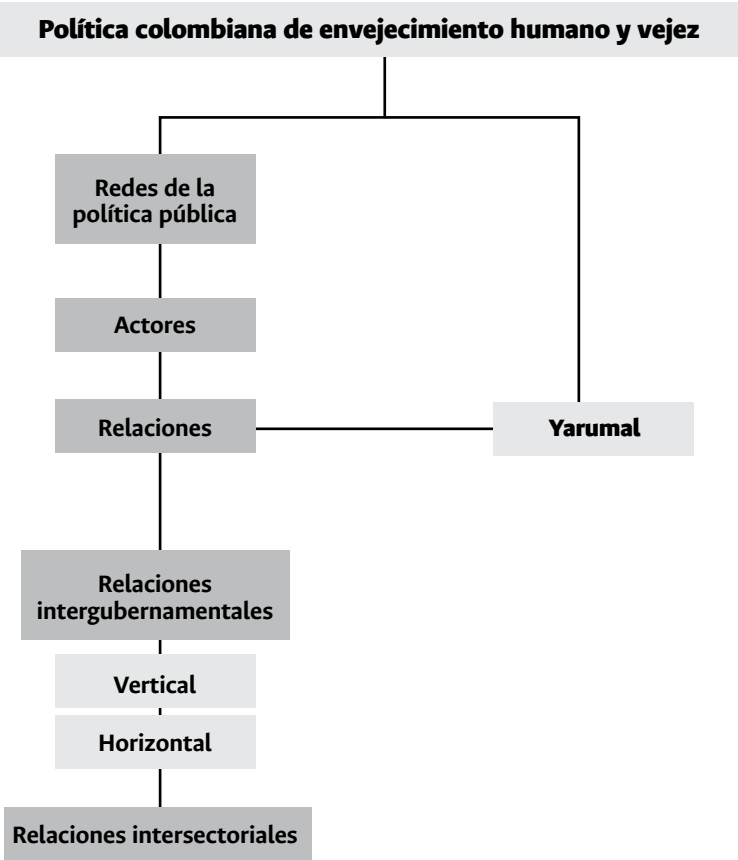 Política colombiana de envejecimiento humano y vejez
Redes de la
política pública
Actores
Relaciones
Yarumal
Relaciones
intergubernamentales
Vertical
Horizontal
Relaciones intersectoriales